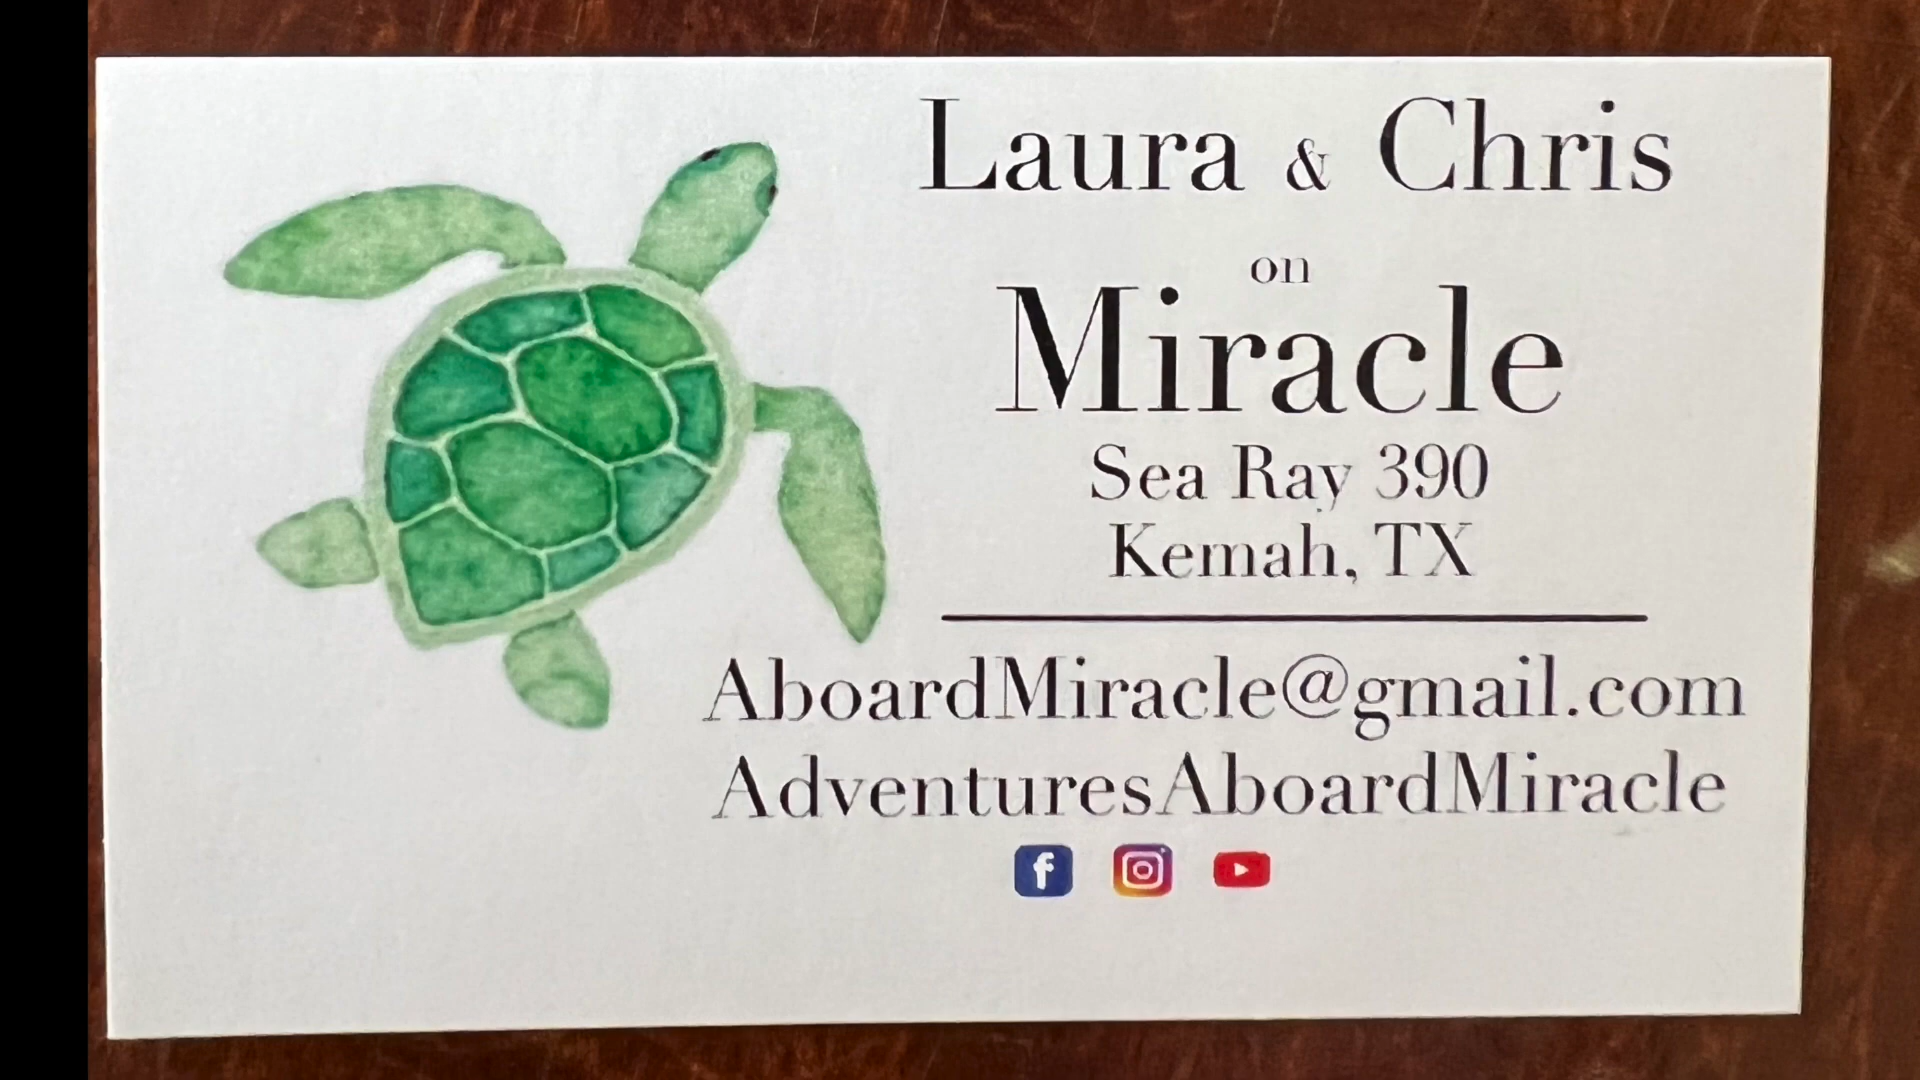 Laura & Chris
on
Miracle
Sea Ray 390
Kemah, TX
AboardMiracle@gmail.com
AdventuresAboardMiracle